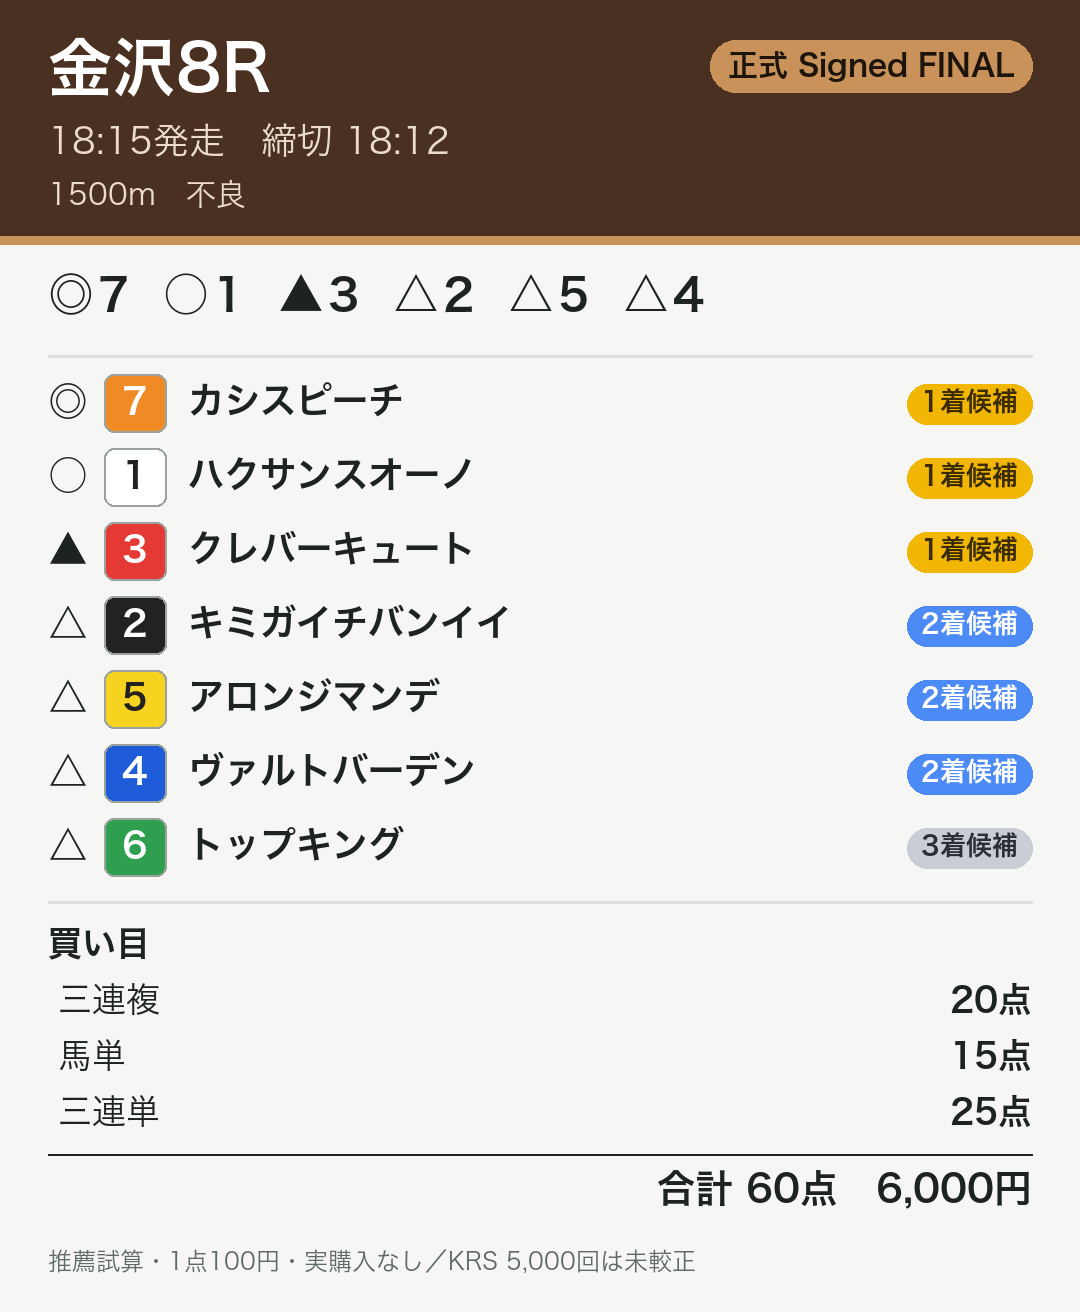 金沢8R
正式 Signed FINAL
18:15発走　締切 18:12
1500m　不良
◎7 ○1 ▲3 △2 △5 △4
◎ 7 カシスピーチ 1着候補
○ 1 ハクサンスオーノ 1着候補
▲ 3 クレバーキュート 1着候補
△ 2 キミガイチバンイイ 2着候補
△ 5 アロンジマンデ 2着候補
△ 4 ヴァルトバーデン 2着候補
△ 6 トップキング 3着候補
買い目
三連複 20点
馬単 15点
三連単 25点
合計 60点　6,000円
推薦試算・1点100円・実購入なし／KRS 5,000回は未較正